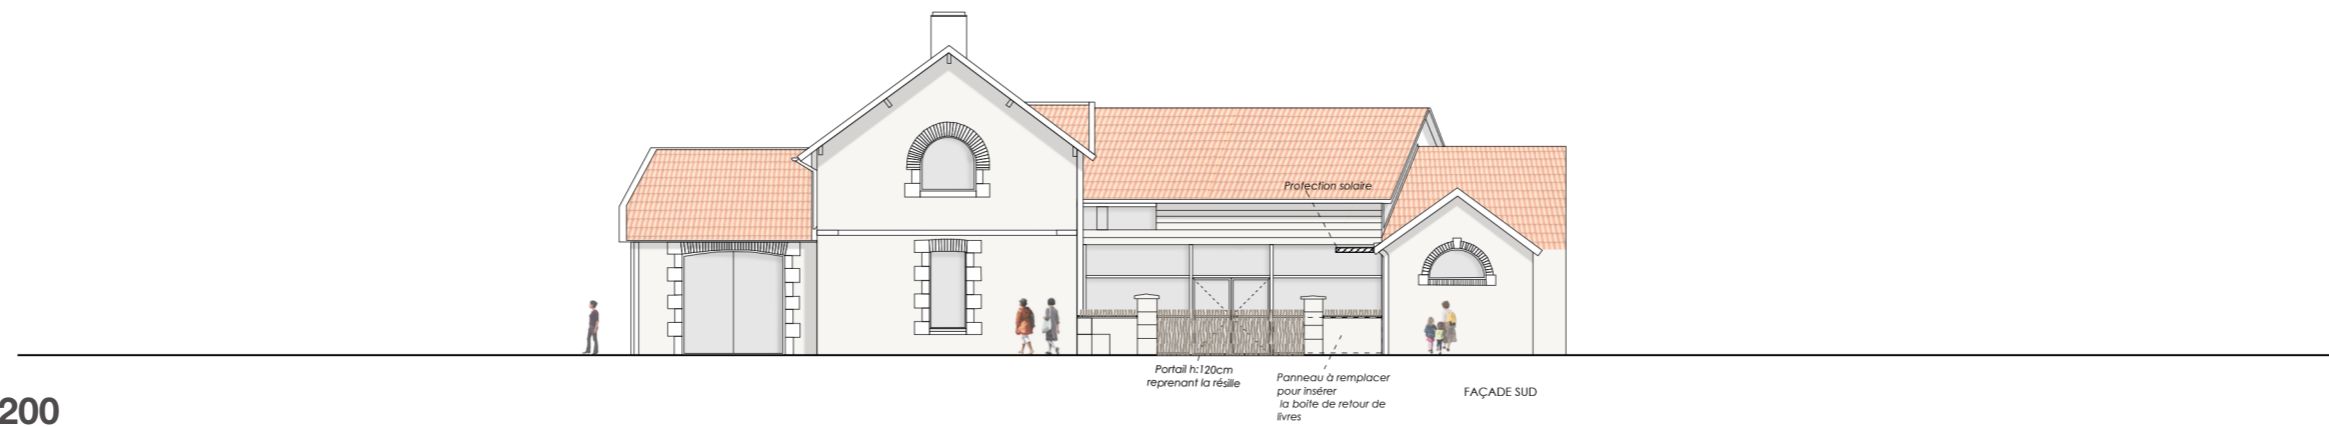 Protection solaire
Portail h:120cm
reprenant la résille
Panneau à remplacer
pour insérer
la boîte de retour de
livres
FAÇADE SUD
200